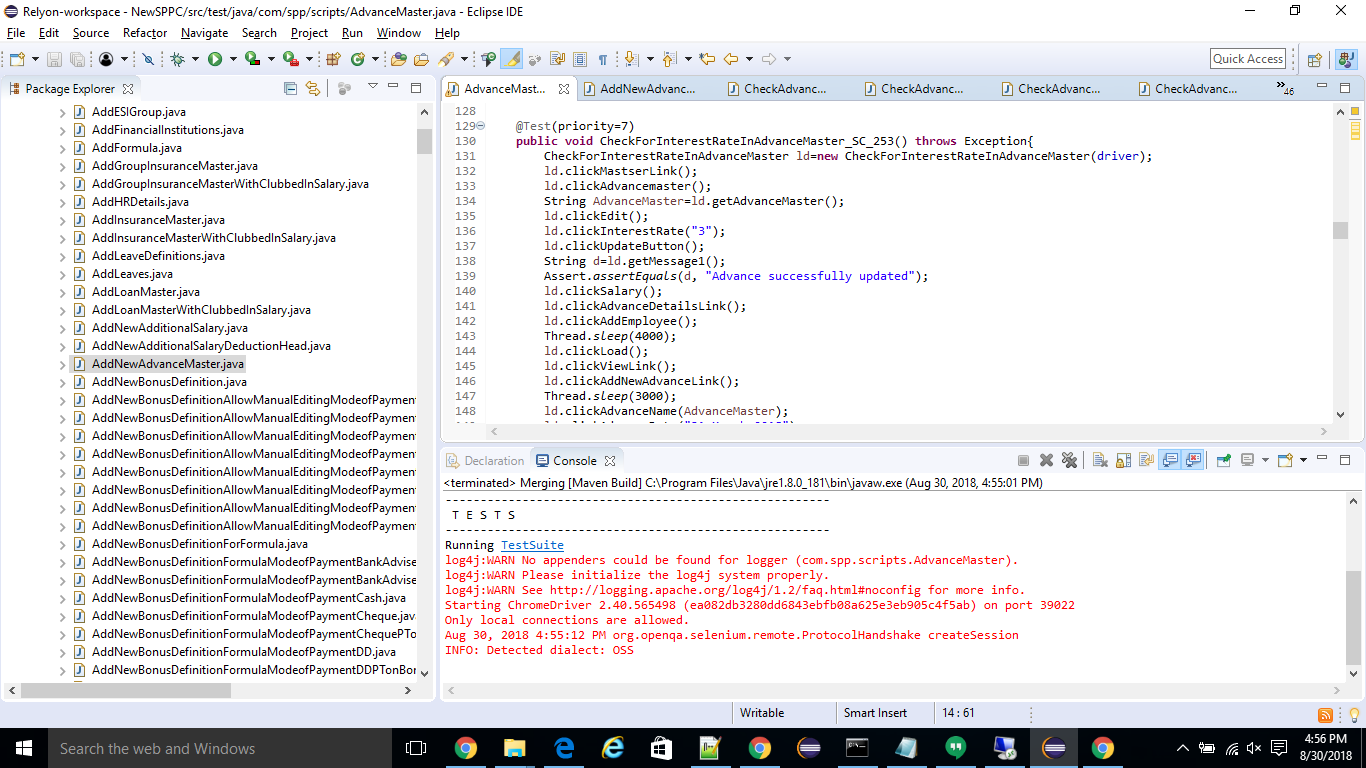 Relyon-workspace - NewSPPC/src/test/java/com/spp/scripts/AdvanceMaster.java - Eclipse IDE
File Edit Source Refactor Navigate Search Project Run Window Help
Quick Access
Package Explorer
AddESIGroup.java
AddFinancialInstitutions.java
AddFormula.java
AddGroupInsuranceMaster.java
AddGroupInsuranceMasterWithClubbedInSalary.java
AddHRDetails.java
AddInsuranceMaster.java
AddInsuranceMasterWithClubbedInSalary.java
AddLeaveDefinitions.java
AddLeaves.java
AddLoanMaster.java
AddLoanMasterWithClubbedInSalary.java
AddNewAdditionalSalary.java
AddNewAdditionalSalaryDeductionHead.java
AddNewAdvanceMaster.java
AddNewBonusDefinition.java
AddNewBonusDefinitionAllowManualEditingModeofPayment
AddNewBonusDefinitionAllowManualEditingModeofPayment
AddNewBonusDefinitionAllowManualEditingModeofPayment
AddNewBonusDefinitionAllowManualEditingModeofPayment
AddNewBonusDefinitionAllowManualEditingModeofPayment
AddNewBonusDefinitionAllowManualEditingModeofPayment
AddNewBonusDefinitionAllowManualEditingModeofPayment
AddNewBonusDefinitionAllowManualEditingModeofPayment
AddNewBonusDefinitionForFormula.java
AddNewBonusDefinitionFormulaModeofPaymentBankAdvise
AddNewBonusDefinitionFormulaModeofPaymentBankAdvise
AddNewBonusDefinitionFormulaModeofPaymentCash.java
AddNewBonusDefinitionFormulaModeofPaymentCheque.java
AddNewBonusDefinitionFormulaModeofPaymentChequePTo
AddNewBonusDefinitionFormulaModeofPaymentDD.java
AddNewBonusDefinitionFormulaModeofPaymentDDPTonBor
AdvanceMast... AddNewAdvanc... CheckAdvanc... CheckAdvanc... CheckAdvanc... CheckAdvanc... »46
128
129 @Test(priority=7)
130 public void CheckForInterestRateInAdvanceMaster_SC_253() throws Exception{
131 CheckForInterestRateInAdvanceMaster ld=new CheckForInterestRateInAdvanceMaster(driver);
132 ld.clickMastserLink();
133 ld.clickAdvancemaster();
134 String AdvanceMaster=ld.getAdvanceMaster();
135 ld.clickEdit();
136 ld.clickInterestRate("3");
137 ld.clickUpdateButton();
138 String d=ld.getMessage1();
139 Assert.assertEquals(d, "Advance successfully updated");
140 ld.clickSalary();
141 ld.clickAdvanceDetailsLink();
142 ld.clickAddEmployee();
143 Thread.sleep(4000);
144 ld.clickLoad();
145 ld.clickViewLink();
146 ld.clickAddNewAdvanceLink();
147 Thread.sleep(3000);
148 ld.clickAdvanceName(AdvanceMaster);
Declaration Console
<terminated> Merging [Maven Build] C:\Program Files\Java\jre1.8.0_181\bin\javaw.exe (Aug 30, 2018, 4:55:01 PM)
-------------------------------------------------------
T E S T S
-------------------------------------------------------
Running TestSuite
log4j:WARN No appenders could be found for logger (com.spp.scripts.AdvanceMaster).
log4j:WARN Please initialize the log4j system properly.
log4j:WARN See http://logging.apache.org/log4j/1.2/faq.html#noconfig for more info.
Starting ChromeDriver 2.40.565498 (ea082db3280dd6843ebfb08a625e3eb905c4f5ab) on port 39022
Only local connections are allowed.
Aug 30, 2018 4:55:12 PM org.openqa.selenium.remote.ProtocolHandshake createSession
INFO: Detected dialect: OSS
Writable Smart Insert 14 : 61
Search the web and Windows
4:56 PM
8/30/2018